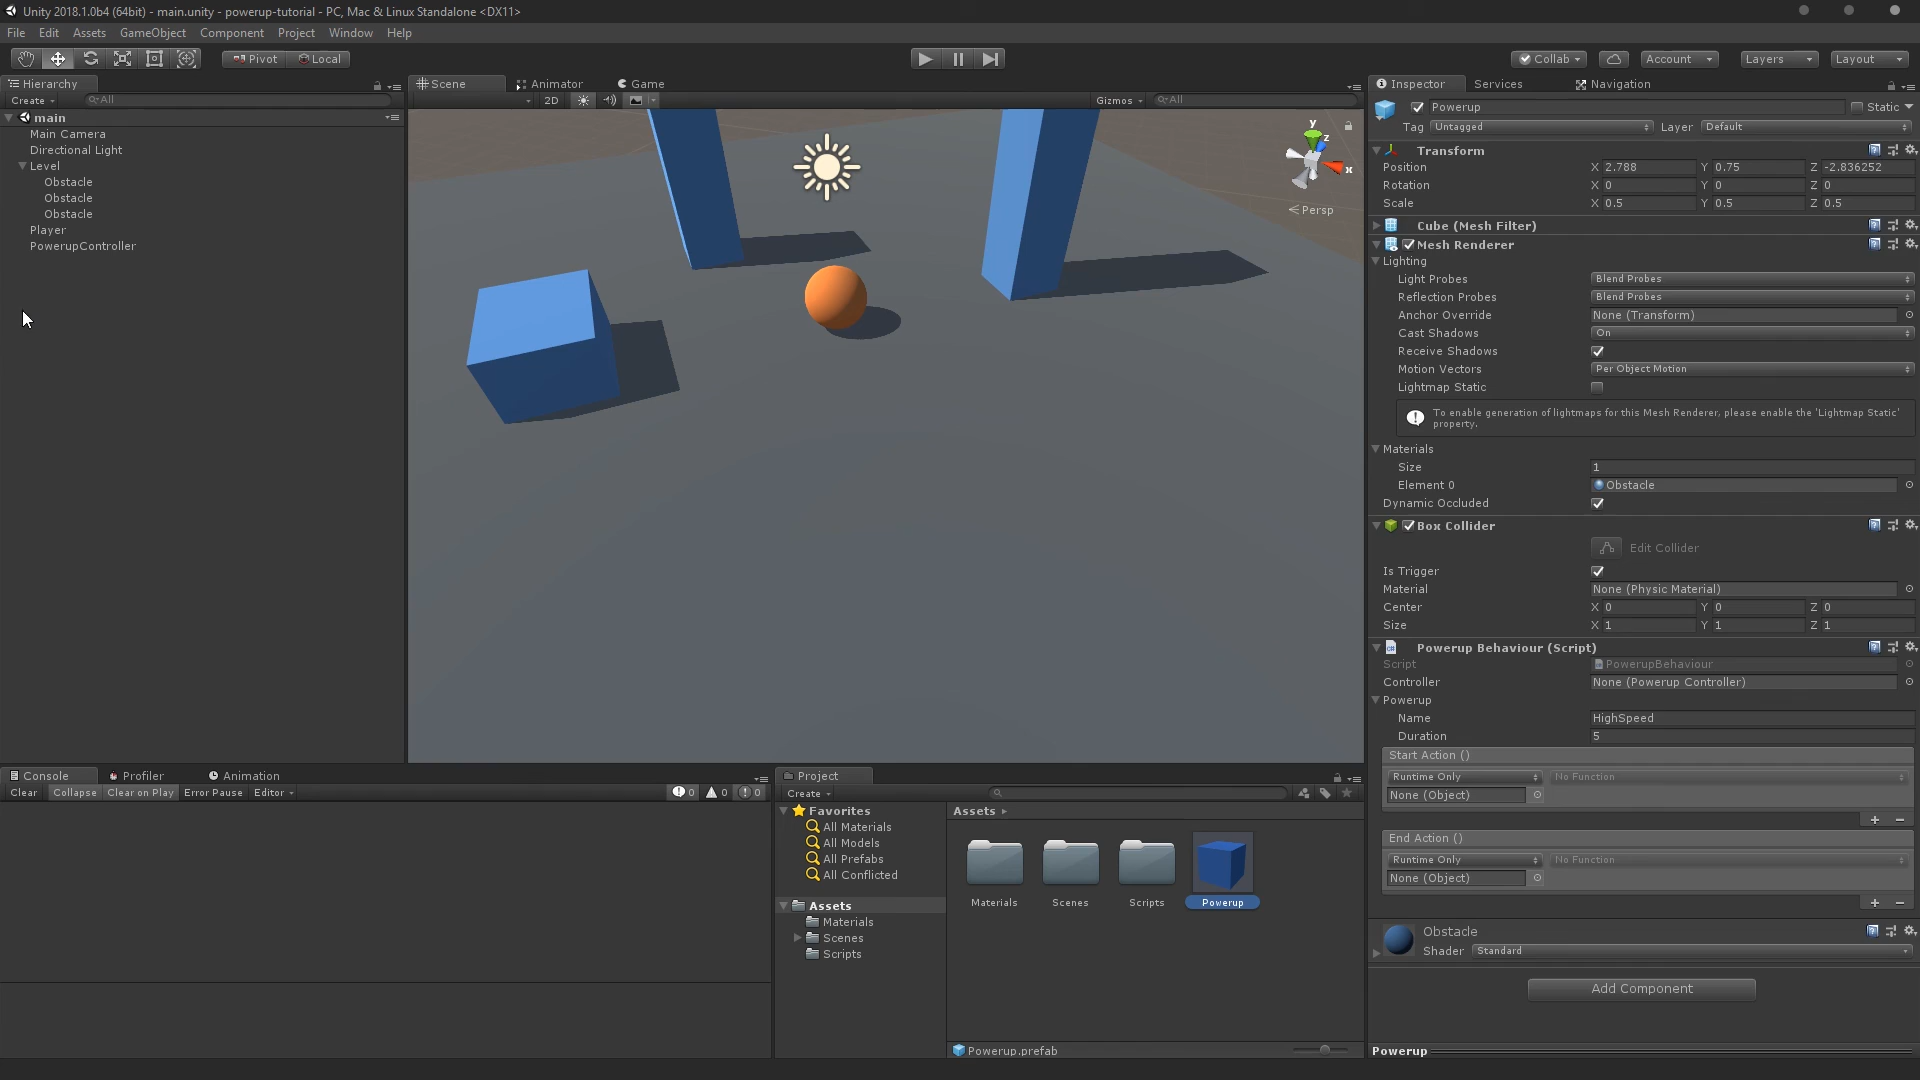 Unity 2018.1.0b4 (64bit) - main.unity - powerup-tutorial - PC, Mac & Linux Standalone <DX11>
File Edit Assets GameObject Component Project Window Help
Pivot Local Collab Account Layers Layout
Hierarchy
Create All
main
Main Camera
Directional Light
Level
Obstacle
Obstacle
Obstacle
Player
PowerupController
Scene Animator Game
2D Gizmos All
y
z
x
Persp
Inspector Services Navigation
Powerup Static
Tag Untagged Layer Default
Transform
Position X 2.788 Y 0.75 Z -2.836252
Rotation X 0 Y 0 Z 0
Scale X 0.5 Y 0.5 Z 0.5
Cube (Mesh Filter)
Mesh Renderer
Lighting
Light Probes Blend Probes
Reflection Probes Blend Probes
Anchor Override None (Transform)
Cast Shadows On
Receive Shadows
Motion Vectors Per Object Motion
Lightmap Static
To enable generation of lightmaps for this Mesh Renderer, please enable the 'Lightmap Static'
property.
Materials
Size 1
Element 0 Obstacle
Dynamic Occluded
Box Collider
Edit Collider
Is Trigger
Material None (Physic Material)
Center X 0 Y 0 Z 0
Size X 1 Y 1 Z 1
Powerup Behaviour (Script)
Script PowerupBehaviour
Controller None (Powerup Controller)
Powerup
Name HighSpeed
Duration 5
Start Action ()
Runtime Only No Function
None (Object)
+ −
End Action ()
Runtime Only No Function
None (Object)
+ −
Obstacle
Shader Standard
Add Component
Powerup
Console Profiler Animation
Clear Collapse Clear on Play Error Pause Editor 0 0 0
Project
Create
Favorites
All Materials
All Models
All Prefabs
All Conflicted
Assets
Materials
Scenes
Scripts
Assets
Materials Scenes Scripts Powerup
Powerup.prefab